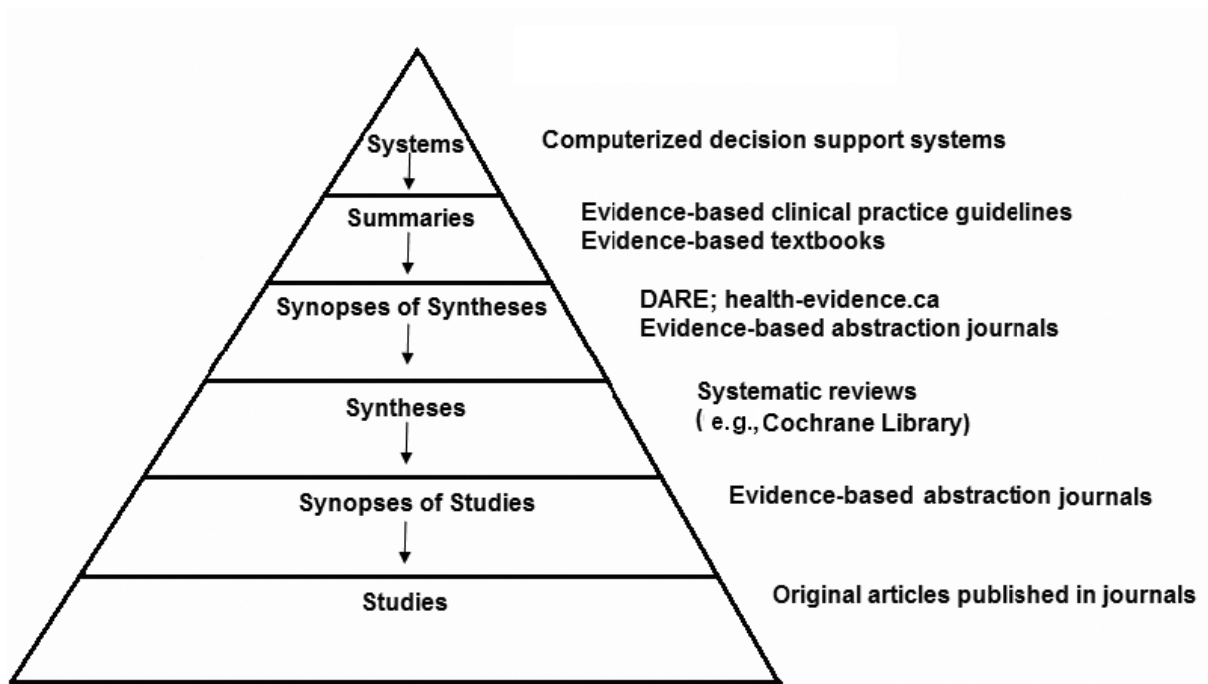 Systems
Computerized decision support systems
Summaries
Evidence-based clinical practice guidelines
Evidence-based textbooks
Synopses of Syntheses
DARE; health-evidence.ca
Evidence-based abstraction journals
Syntheses
Systematic reviews
( e.g., Cochrane Library)
Synopses of Studies
Evidence-based abstraction journals
Studies
Original articles published in journals